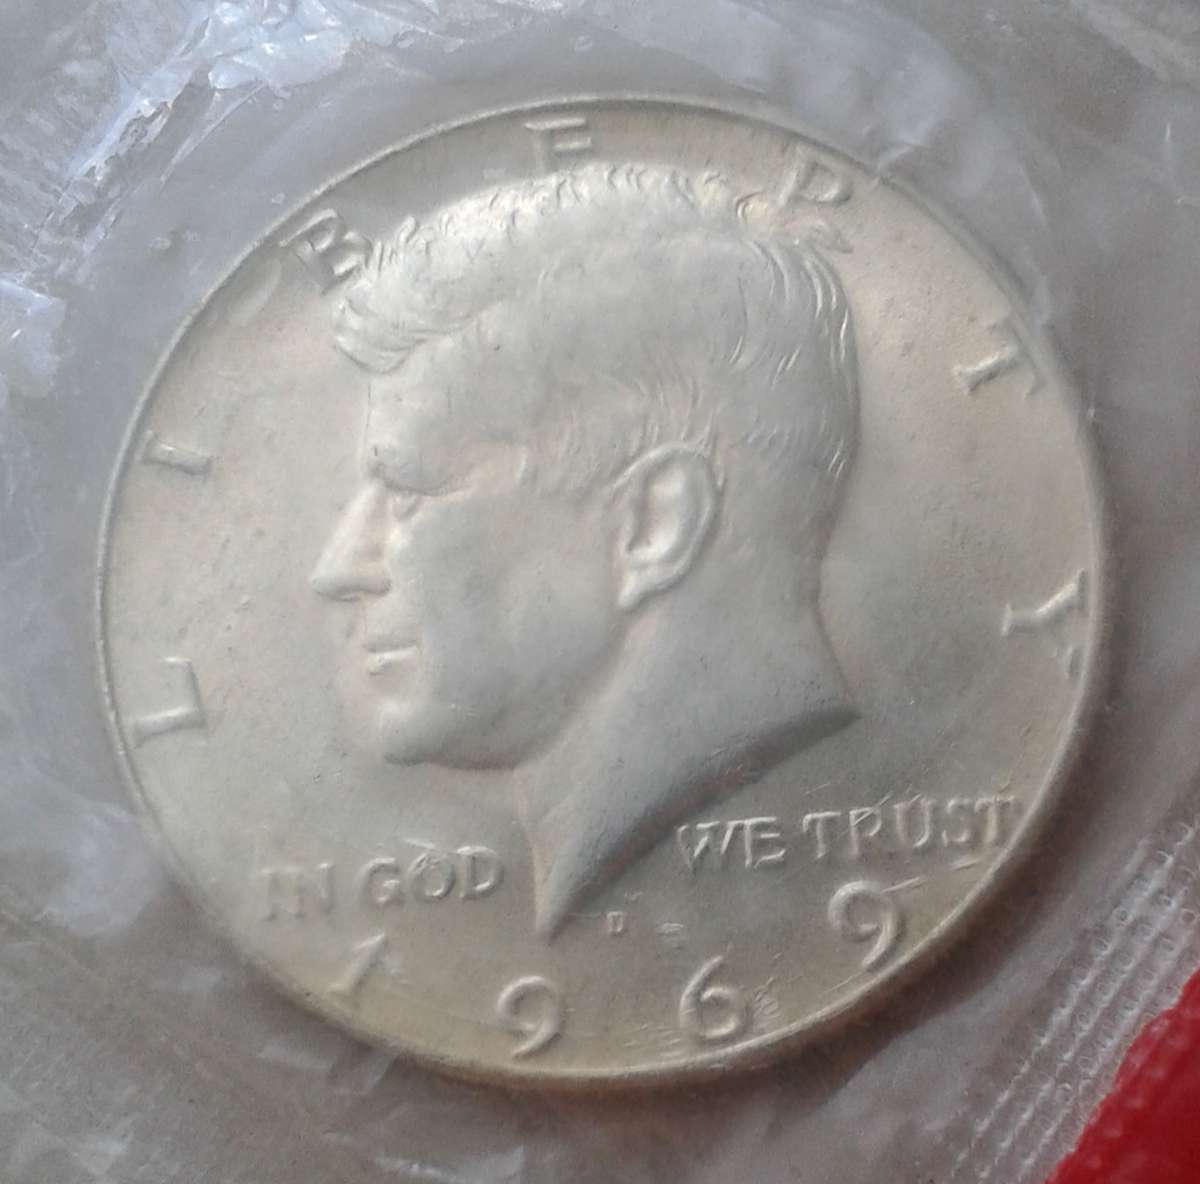 LIBERTY
IN GOD WE TRUST
D
1969